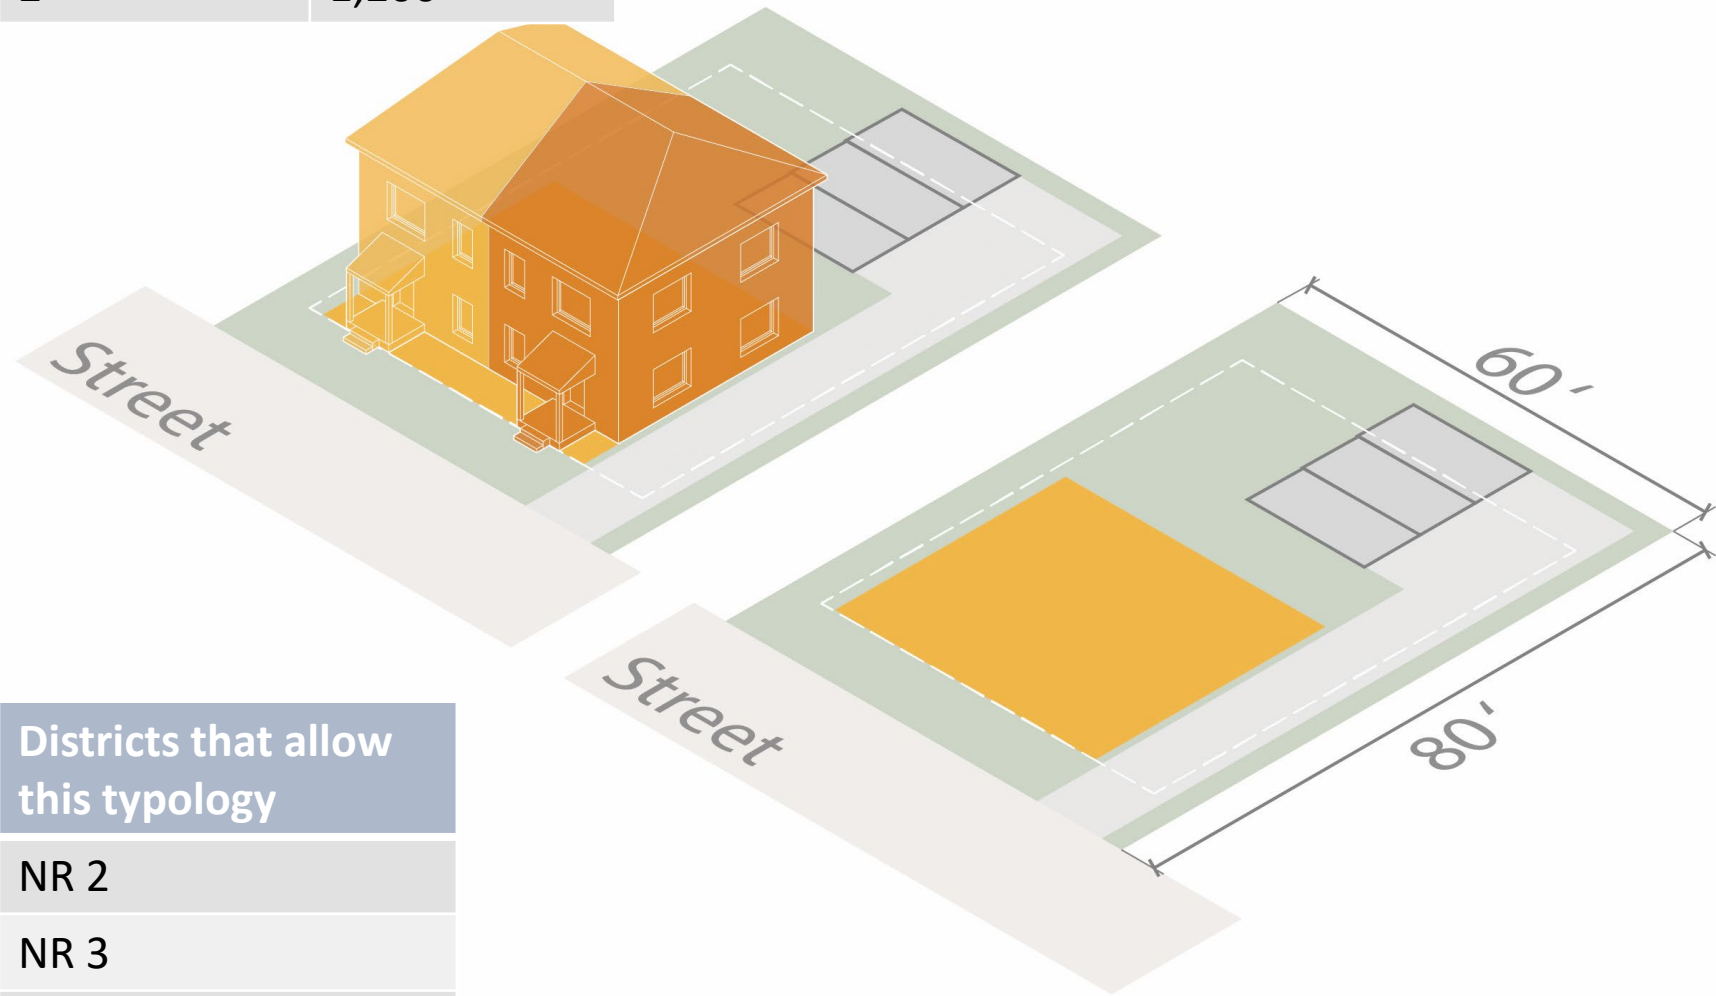 Street
60′
Street
80′
Districts that allow
this typology
NR 2
NR 3